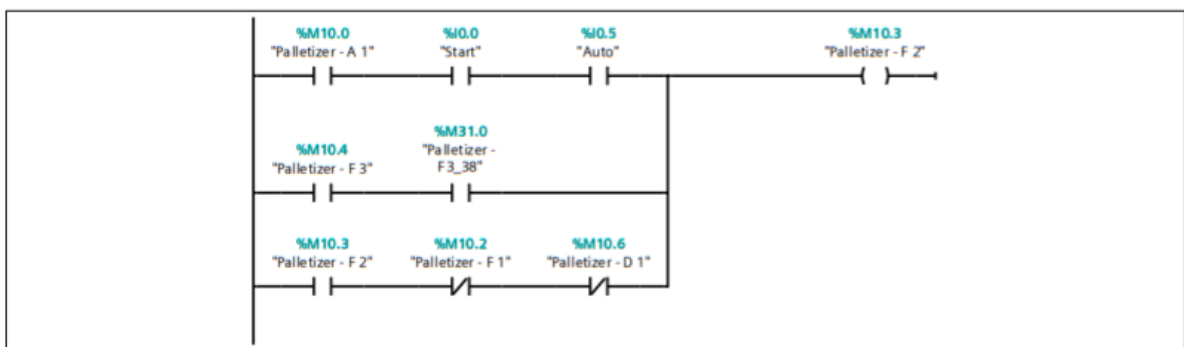 %M10.0 %I0.0 %I0.5 %M10.3
"Palletizer - A 1" "Start" "Auto" "Palletizer - F 2"
%M31.0
%M10.4 "Palletizer -
"Palletizer - F 3" F3_38"
%M10.3 %M10.2 %M10.6
"Palletizer - F 2" "Palletizer - F 1" "Palletizer - D 1"